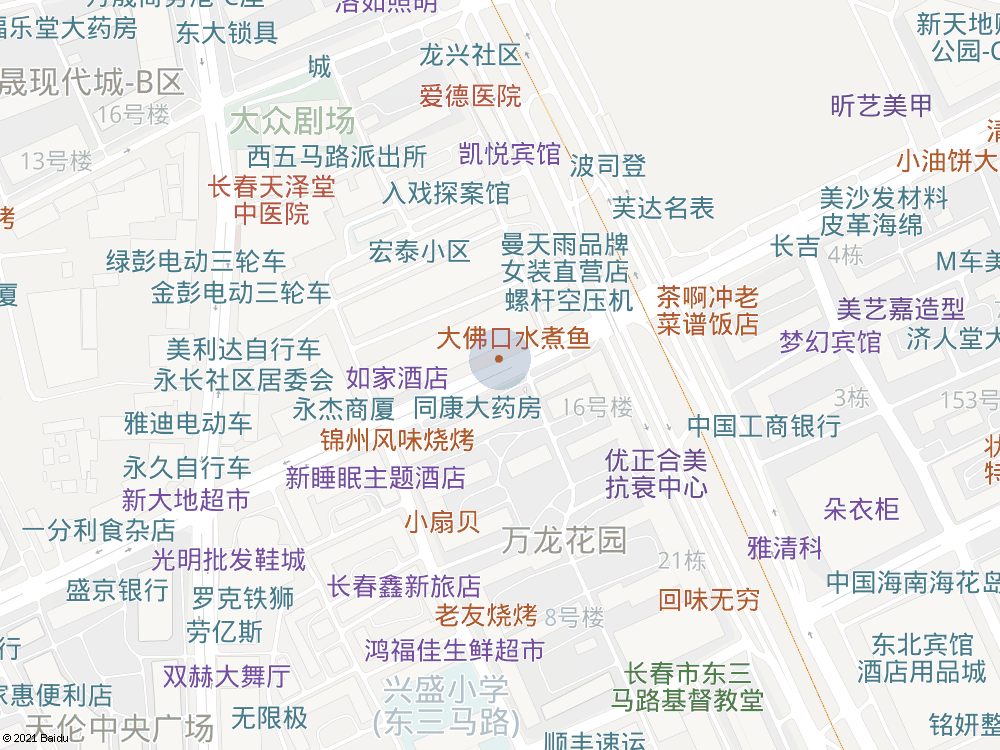 洛如照明
福乐堂大药房
东大锁具
新天地购
公园-C
龙兴社区
城
晟现代城-B区
爱德医院
16号楼
大众剧场
昕艺美甲
13号楼
西五马路派出所
凯悦宾馆
波司登
小油饼大
长春天泽堂
中医院
入戏探案馆
芙达名表
美沙发材料
皮革海绵
烤
宏泰小区
曼天雨品牌
女装直营店
长吉
4栋
绿彭电动三轮车
M车美
厦
金彭电动三轮车
螺杆空压机
茶啊冲老
菜谱饭店
美艺嘉造型
大佛口水煮鱼
梦幻宾馆
济人堂大
美利达自行车
永长社区居委会
如家酒店
3栋
153号
永杰商厦
同康大药房
16号楼
雅迪电动车
中国工商银行
锦州风味烧烤
状
特
永久自行车
新睡眠主题酒店
优正合美
抗衰中心
新大地超市
朵衣柜
一分利食杂店
小扇贝
万龙花园
雅清科
光明批发鞋城
21栋
盛京银行
罗克铁狮
长春鑫新旅店
中国海南海花岛
回味无穷
老友烧烤
8号楼
劳亿斯
行
鸿福佳生鲜超市
东北宾馆
酒店用品城
双赫大舞厅
兴盛小学
(东三马路)
长春市东三
马路基督教堂
家惠便利店
无限极
天伦中央广场
铭妍整
顺丰速运
© 2021 Baidu